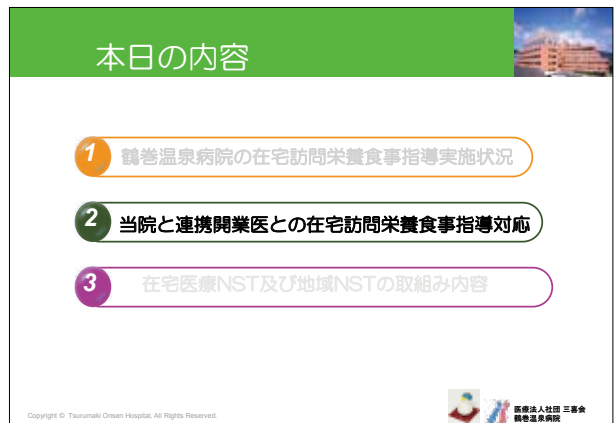 本日の内容
1 鶴巻温泉病院の在宅訪問栄養食事指導実施状況
2 当院と連携開業医との在宅訪問栄養食事指導対応
3 在宅医療NST及び地域NSTの取組み内容
Copyright © Tsurumaki Onsen Hospital, All Rights Reserved.
医療法人社団 三喜会
鶴巻温泉病院